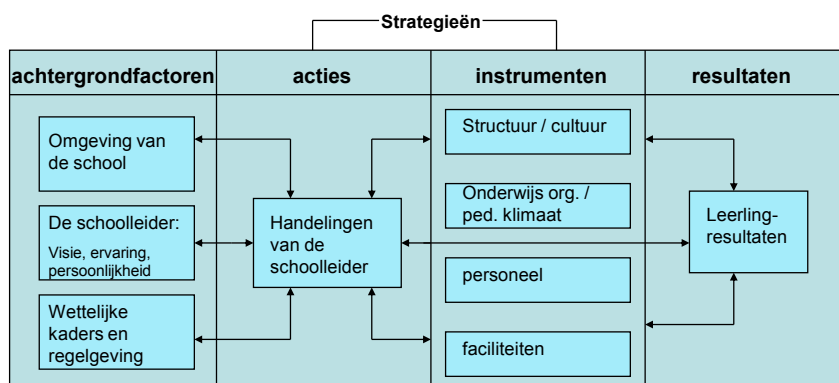 Strategieën
achtergrondfactoren
acties
instrumenten
resultaten
Omgeving van
de school
De schoolleider:
Visie, ervaring,
persoonlijkheid
Wettelijke
kaders en
regelgeving
Handelingen
van de
schoolleider
Structuur / cultuur
Onderwijs org. /
ped. klimaat
personeel
faciliteiten
Leerling-
resultaten